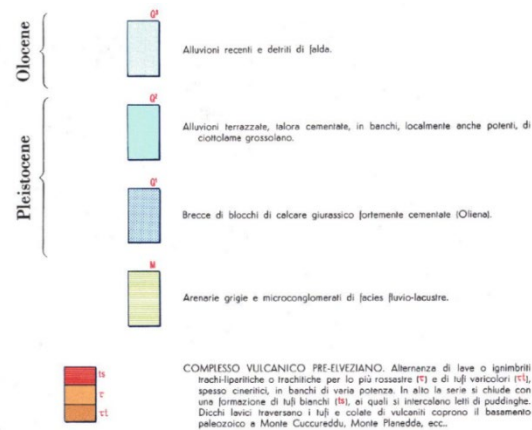 Olocene
Q³
Alluvioni recenti e detriti di falda.
Pleistocene
Q²
Alluvioni terrazzate, talora cementate, in banchi, localmente anche potenti, di
ciottolame grossolano.
Q¹
Brecce di blocchi di calcare giurassico fortemente cementate (Oliena).
M
Arenarie grigie e microconglomerati di facies fluvio-lacustre.
ts
τ
τt
COMPLESSO VULCANICO PRE-ELVEZIANO. Alternanza di lave o ignimbriti
trachi-liparitiche o trachitiche per lo più rossastre (τ) e di tufi varicolori (τt),
spesso cineritici, in banchi di varia potenza. In alto la serie si chiude con
una formazione di tufi bianchi (ts), ai quali si intercalano letti di puddinghe.
Dicchi lavici traversano i tufi e colate di vulcaniti coprono il basamento
paleozoico a Monte Cuccureddu, Monte Planedda, ecc..